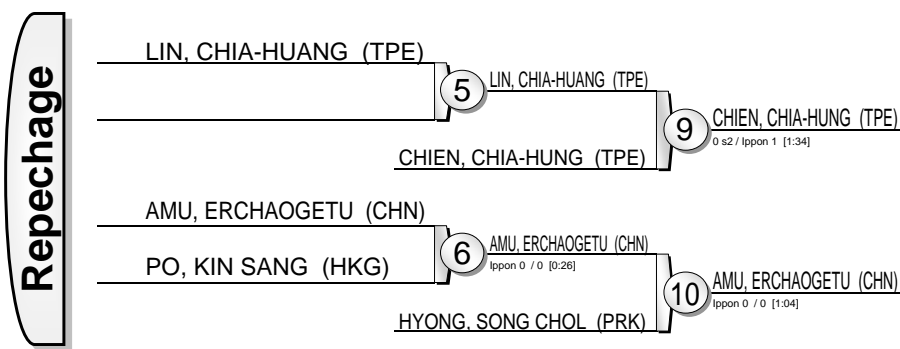 Repechage
LIN, CHIA-HUANG (TPE)
5
LIN, CHIA-HUANG (TPE)
9
CHIEN, CHIA-HUNG (TPE)
0 s2 / Ippon 1 [1:34]
CHIEN, CHIA-HUNG (TPE)
AMU, ERCHAOGETU (CHN)
6
AMU, ERCHAOGETU (CHN)
Ippon 0 / 0 [0:26]
PO, KIN SANG (HKG)
10
AMU, ERCHAOGETU (CHN)
Ippon 0 / 0 [1:04]
HYONG, SONG CHOL (PRK)